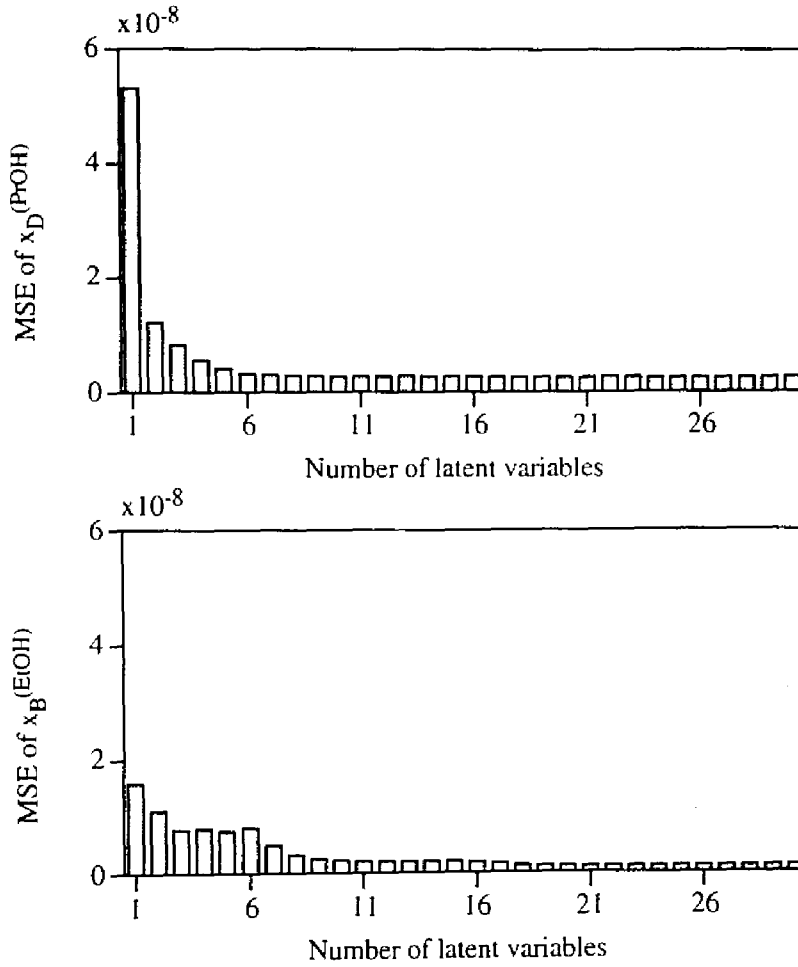 x10-8
6
4
2
0
MSE of xD(PrOH)
1 6 11 16 21 26
Number of latent variables
x10-8
6
4
2
0
MSE of xB(EtOH)
1 6 11 16 21 26
Number of latent variables